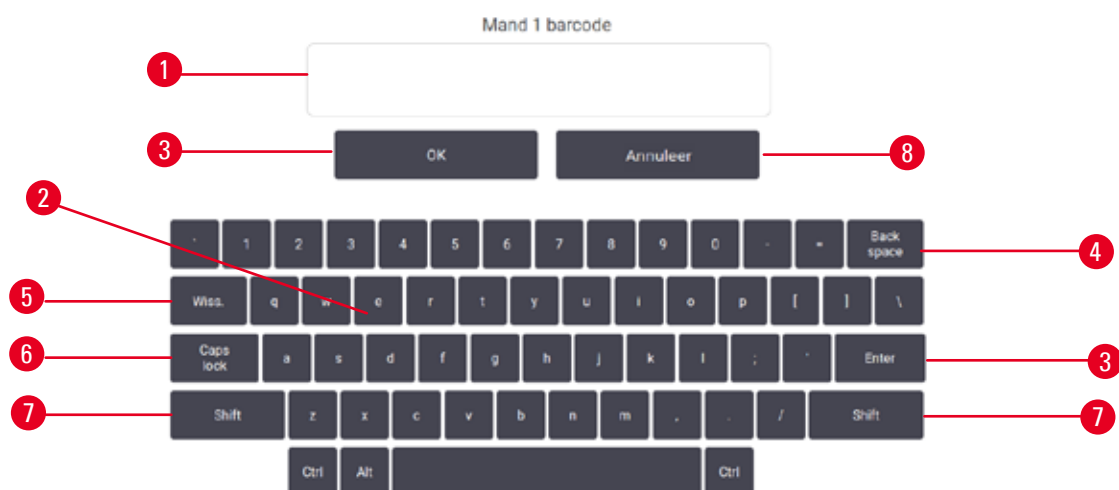 Mand 1 barcode
1
3 OK Annuleer 8
2
` 1 2 3 4 5 6 7 8 9 0 - = Back space 4
5 Wiss. q w e r t y u i o p [ ] \
6 Caps lock a s d f g h j k l ; ' Enter 3
7 Shift z x c v b n m , . / Shift 7
Ctrl Alt Ctrl